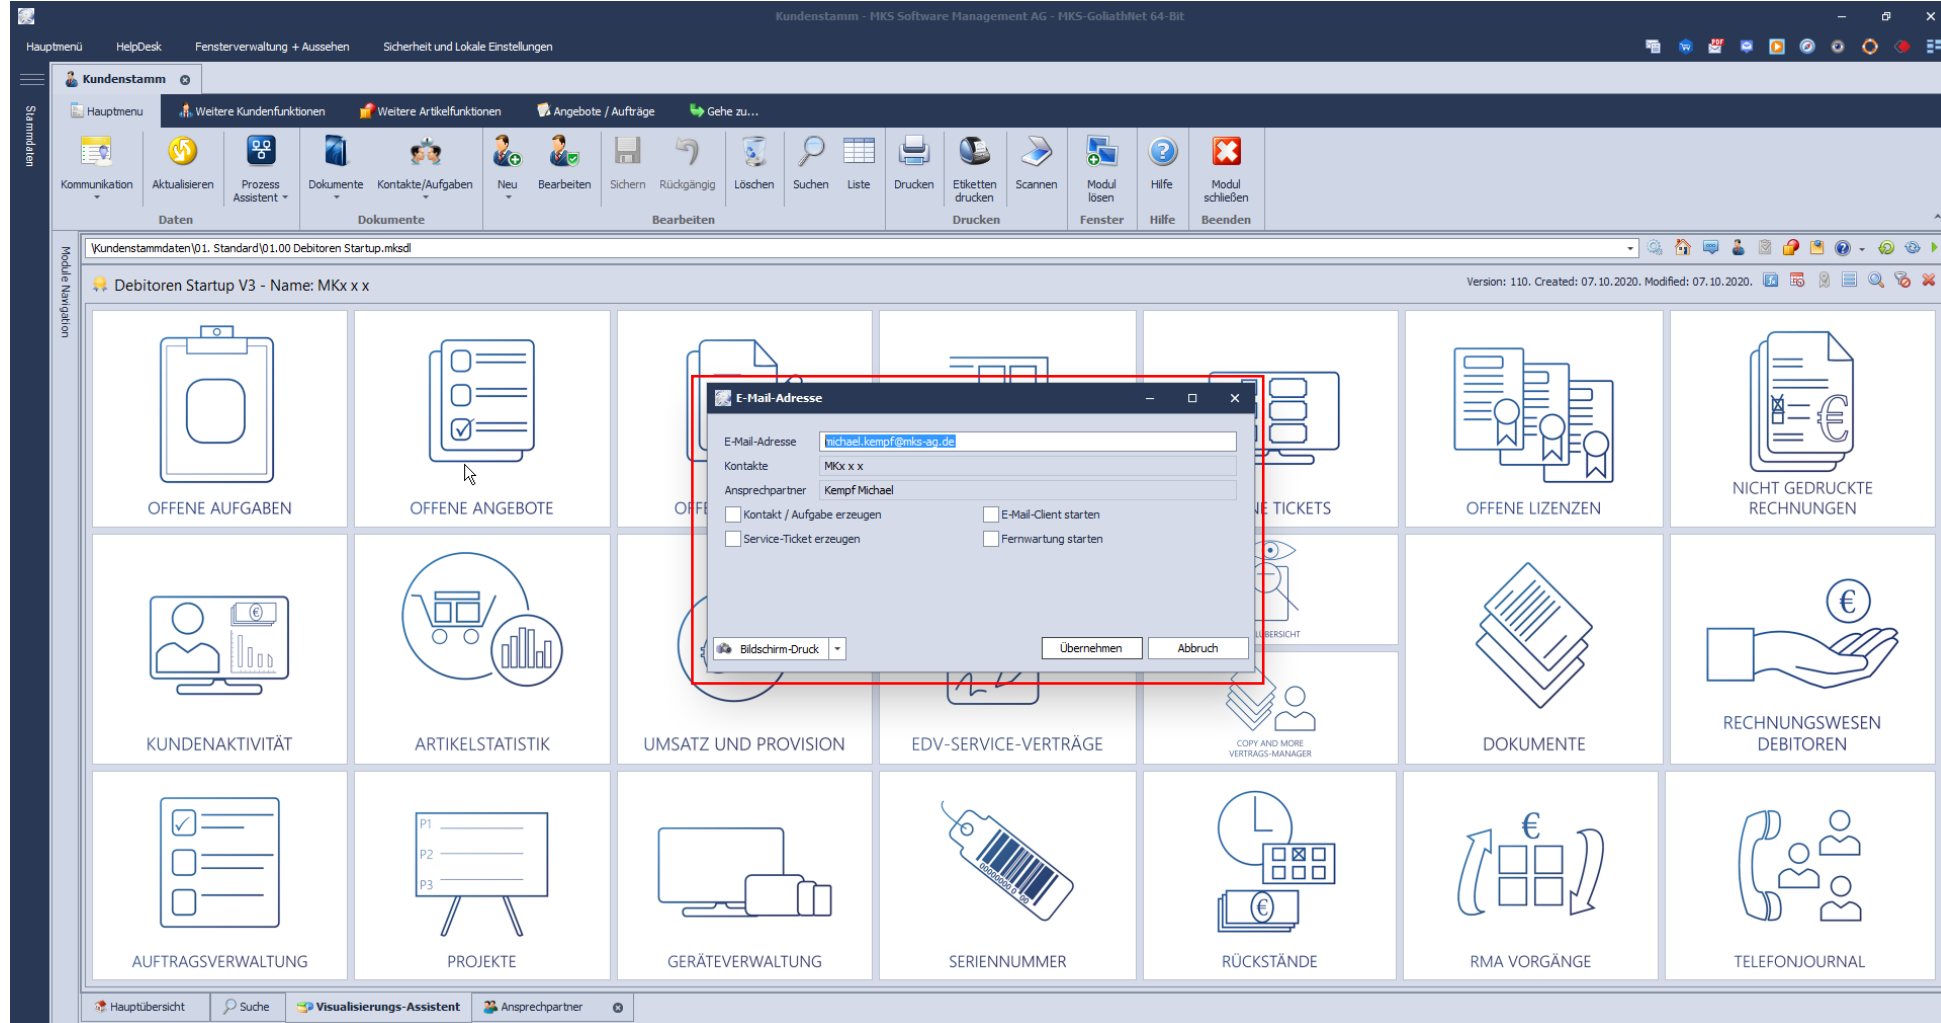 Kundenstamm - MKS Software Management AG - MKS-GoliathNet 64-Bit
Hauptmenü HelpDesk Fensterverwaltung + Aussehen Sicherheit und Lokale Einstellungen
Stammdaten
Kundenstamm
Hauptmenu Weitere Kundenfunktionen Weitere Artikelfunktionen Angebote / Aufträge Gehe zu...
Kommunikation Aktualisieren Prozess Assistent Dokumente Kontakte/Aufgaben Neu Bearbeiten Sichern Rückgängig Löschen Suchen Liste Drucken Etiketten drucken Scannen Modul lösen Hilfe Modul schließen
Daten Dokumente Bearbeiten Drucken Fenster Hilfe Beenden
Module Navigation
\Kundenstammdaten\01. Standard\01.00 Debitoren Startup.mksdl
Debitoren Startup V3 - Name: MKx x x
Version: 110. Created: 07.10.2020. Modified: 07.10.2020.
OFFENE AUFGABEN
OFFENE ANGEBOTE
OFFE
E TICKETS
OFFENE LIZENZEN
NICHT GEDRUCKTE
RECHNUNGEN
E-Mail-Adresse
E-Mail-Adresse michael.kempf@mks-ag.de
Kontakte MKx x x
Ansprechpartner Kempf Michael
Kontakt / Aufgabe erzeugen E-Mail-Client starten
Service-Ticket erzeugen Fernwartung starten
Bildschirm-Druck Übernehmen Abbruch
KUNDENAKTIVITÄT
ARTIKELSTATISTIK
UMSATZ UND PROVISION
EDV-SERVICE-VERTRÄGE
COPY AND MORE
VERTRAGS-MANAGER
DOKUMENTE
RECHNUNGSWESEN
DEBITOREN
P1
P2
P3
AUFTRAGSVERWALTUNG
PROJEKTE
GERÄTEVERWALTUNG
SERIENNUMMER
RÜCKSTÄNDE
RMA VORGÄNGE
TELEFONJOURNAL
Hauptübersicht Suche Visualisierungs-Assistent Ansprechpartner